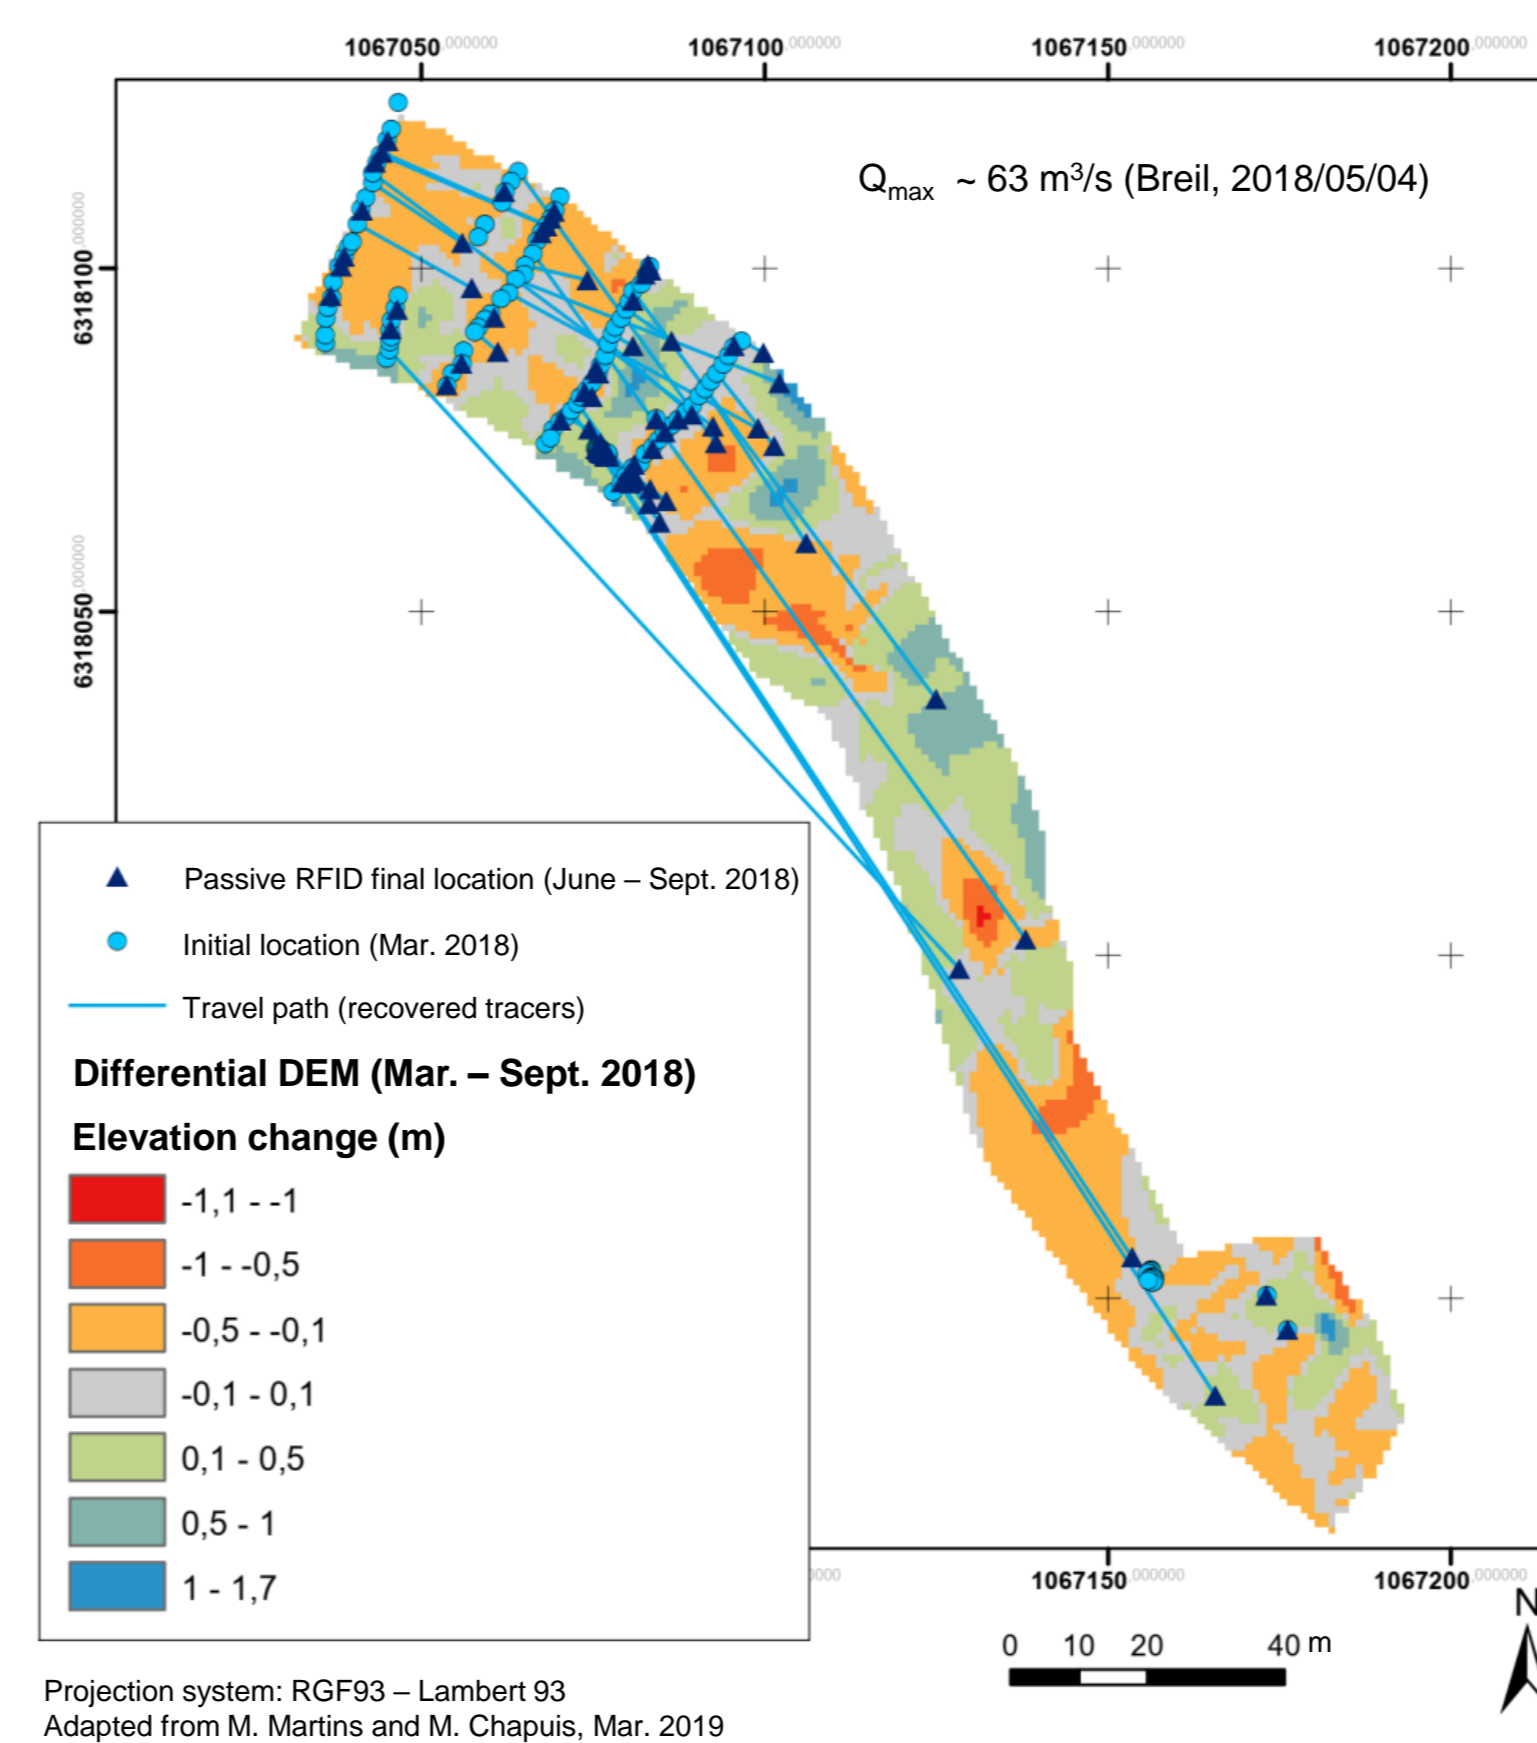 1067050,000000 1067100,000000 1067150,000000 1067200,000000
Qmax ~ 63 m³/s (Breil, 2018/05/04)
6318100,000000
6318050,000000
Passive RFID final location (June – Sept. 2018)
Initial location (Mar. 2018)
Travel path (recovered tracers)
Differential DEM (Mar. – Sept. 2018)
Elevation change (m)
-1,1 - -1
-1 - -0,5
-0,5 - -0,1
-0,1 - 0,1
0,1 - 0,5
0,5 - 1
1 - 1,7
0000 1067150,000000 1067200,000000
N
0 10 20 40 m
Projection system: RGF93 – Lambert 93
Adapted from M. Martins and M. Chapuis, Mar. 2019